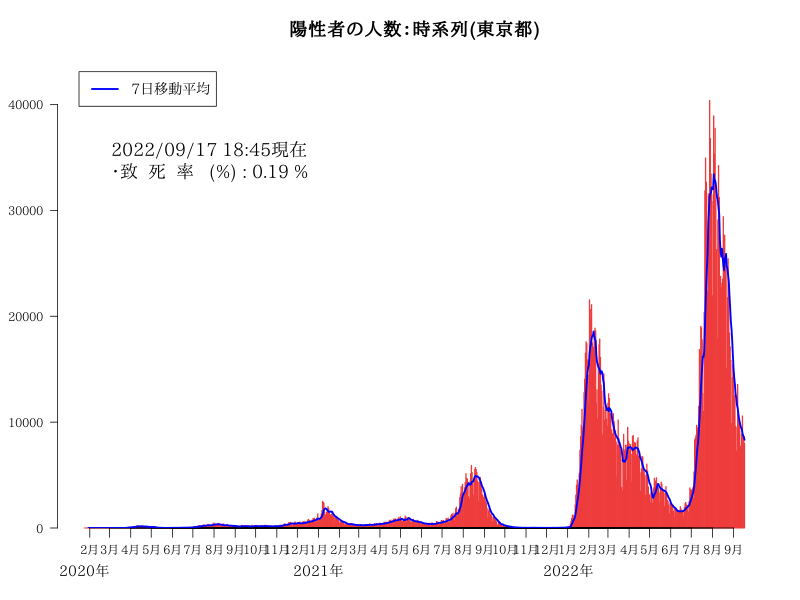 陽性者の人数:時系列(東京都)
7日移動平均
2022/09/17 18:45現在
・致 死 率 (%) : 0.19 %
40000
30000
20000
10000
0
2月 3月 4月 5月 6月 7月 8月 9月 10月 11月 12月 1月 2月 3月 4月 5月 6月 7月 8月 9月 10月 11月 12月 1月 2月 3月 4月 5月 6月 7月 8月 9月
2020年 2021年 2022年